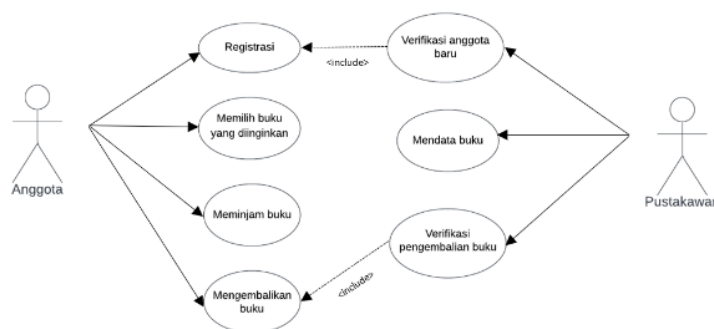 Registrasi
<include>
Verifikasi anggota
baru
Memilih buku
yang diinginkan
Mendata buku
Anggota
Pustakawan
Meminjam buku
Verifikasi
pengembalian buku
<include>
Mengembalikan
buku